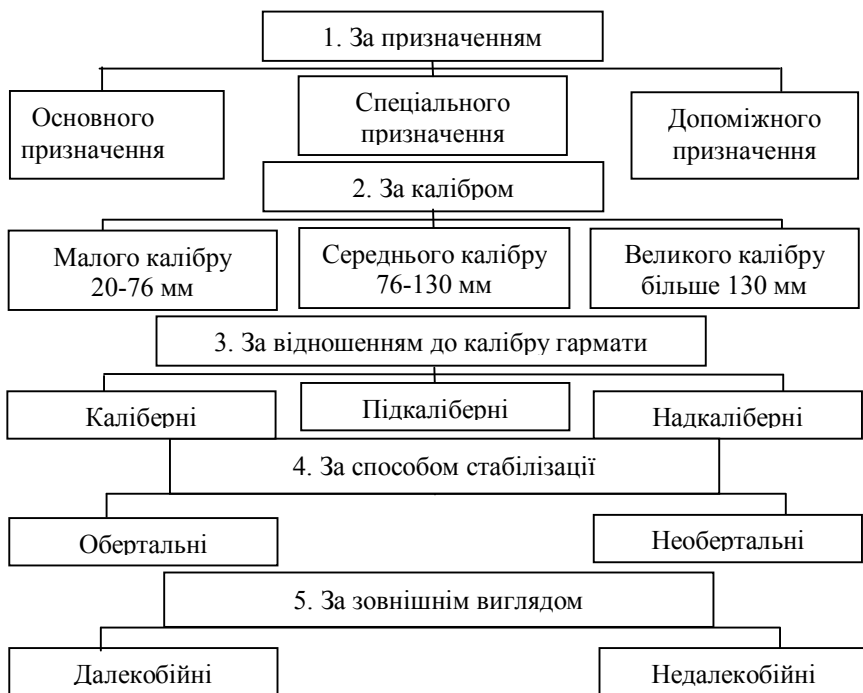 1. За призначенням
Основного
призначення
Спеціального
призначення
Допоміжного
призначення
2. За калібром
Малого калібру
20-76 мм
Середнього калібру
76-130 мм
Великого калібру
більше 130 мм
3. За відношенням до калібру гармати
Каліберні
Підкаліберні
Надкаліберні
4. За способом стабілізації
Обертальні
Необертальні
5. За зовнішнім виглядом
Далекобійні
Недалекобійні